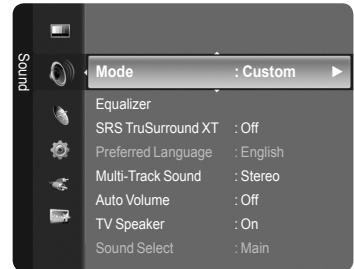 Sound
Mode : Custom ►
Equalizer
SRS TruSurround XT : Off
Preferred Language : English
Multi-Track Sound : Stereo
Auto Volume : Off
TV Speaker : On
Sound Select : Main